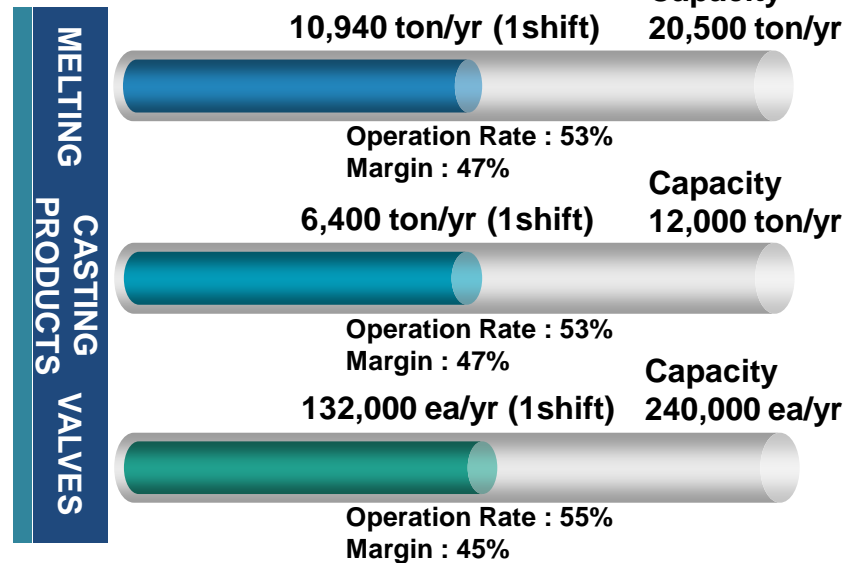 MELTING
10,940 ton/yr (1shift)
Capacity
20,500 ton/yr
Operation Rate : 53%
Margin : 47%
CASTING
PRODUCTS
6,400 ton/yr (1shift)
Capacity
12,000 ton/yr
Operation Rate : 53%
Margin : 47%
VALVES
132,000 ea/yr (1shift)
Capacity
240,000 ea/yr
Operation Rate : 55%
Margin : 45%